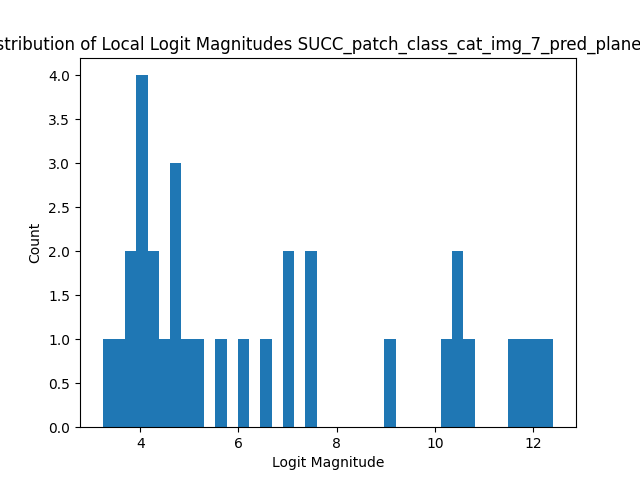 stribution of Local Logit Magnitudes SUCC_patch_class_cat_img_7_pred_plane
4.0
3.5
3.0
2.5
2.0
1.5
1.0
0.5
0.0
Count
4 6 8 10 12
Logit Magnitude